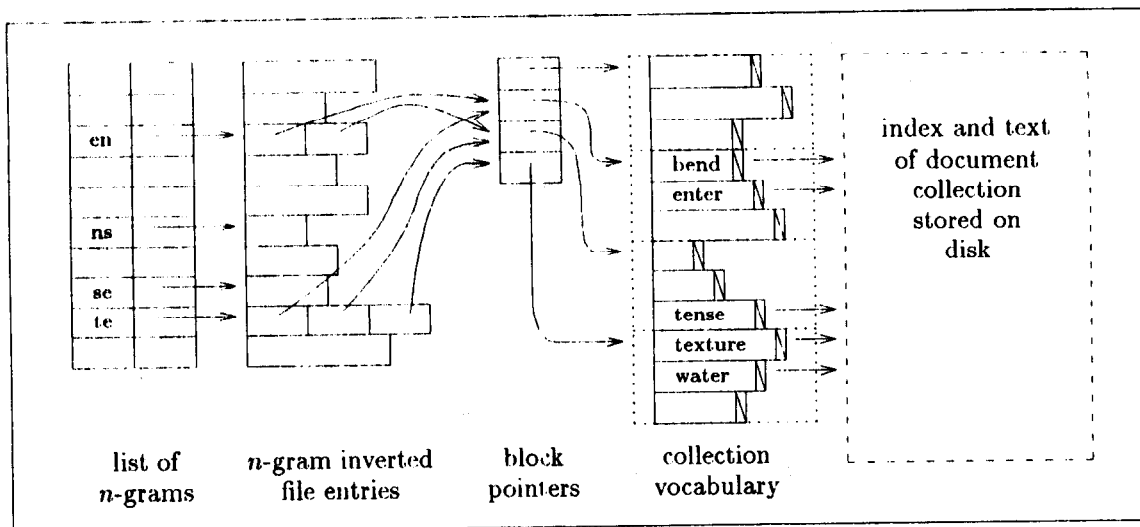 en
ns
se
te
bend
enter
tense
texture
water
index and text
of document
collection
stored on
disk
list of
n-grams
n-gram inverted
file entries
block
pointers
collection
vocabulary